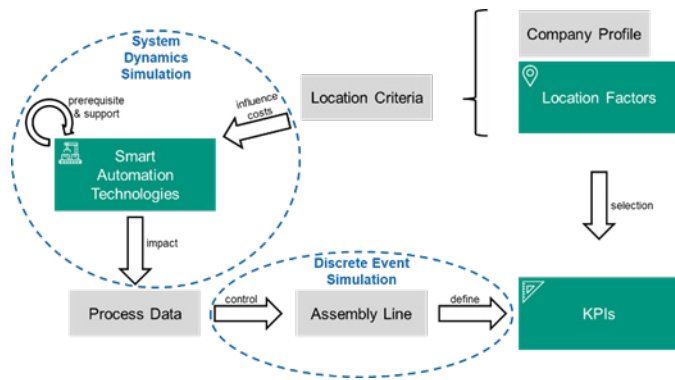 System
Dynamics
Simulation
Company Profile
prerequisite
& support
influence
costs
Location Criteria
Location Factors
Smart
Automation
Technologies
selection
impact
Discrete Event
Simulation
Process Data
control
Assembly Line
define
KPIs